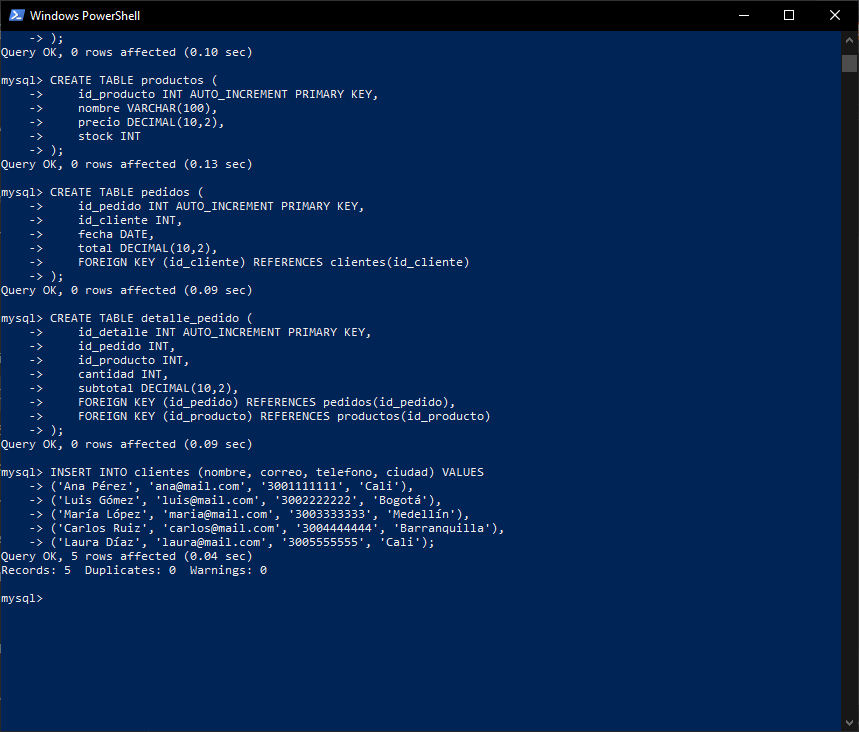 Windows PowerShell
    -> );
Query OK, 0 rows affected (0.10 sec)

mysql> CREATE TABLE productos (
    ->     id_producto INT AUTO_INCREMENT PRIMARY KEY,
    ->     nombre VARCHAR(100),
    ->     precio DECIMAL(10,2),
    ->     stock INT
    -> );
Query OK, 0 rows affected (0.13 sec)

mysql> CREATE TABLE pedidos (
    ->     id_pedido INT AUTO_INCREMENT PRIMARY KEY,
    ->     id_cliente INT,
    ->     fecha DATE,
    ->     total DECIMAL(10,2),
    ->     FOREIGN KEY (id_cliente) REFERENCES clientes(id_cliente)
    -> );
Query OK, 0 rows affected (0.09 sec)

mysql> CREATE TABLE detalle_pedido (
    ->     id_detalle INT AUTO_INCREMENT PRIMARY KEY,
    ->     id_pedido INT,
    ->     id_producto INT,
    ->     cantidad INT,
    ->     subtotal DECIMAL(10,2),
    ->     FOREIGN KEY (id_pedido) REFERENCES pedidos(id_pedido),
    ->     FOREIGN KEY (id_producto) REFERENCES productos(id_producto)
    -> );
Query OK, 0 rows affected (0.09 sec)

mysql> INSERT INTO clientes (nombre, correo, telefono, ciudad) VALUES
    -> ('Ana Pérez', 'ana@mail.com', '3001111111', 'Cali'),
    -> ('Luis Gómez', 'luis@mail.com', '3002222222', 'Bogotá'),
    -> ('María López', 'maria@mail.com', '3003333333', 'Medellín'),
    -> ('Carlos Ruiz', 'carlos@mail.com', '3004444444', 'Barranquilla'),
    -> ('Laura Díaz', 'laura@mail.com', '3005555555', 'Cali');
Query OK, 5 rows affected (0.04 sec)
Records: 5  Duplicates: 0  Warnings: 0

mysql>